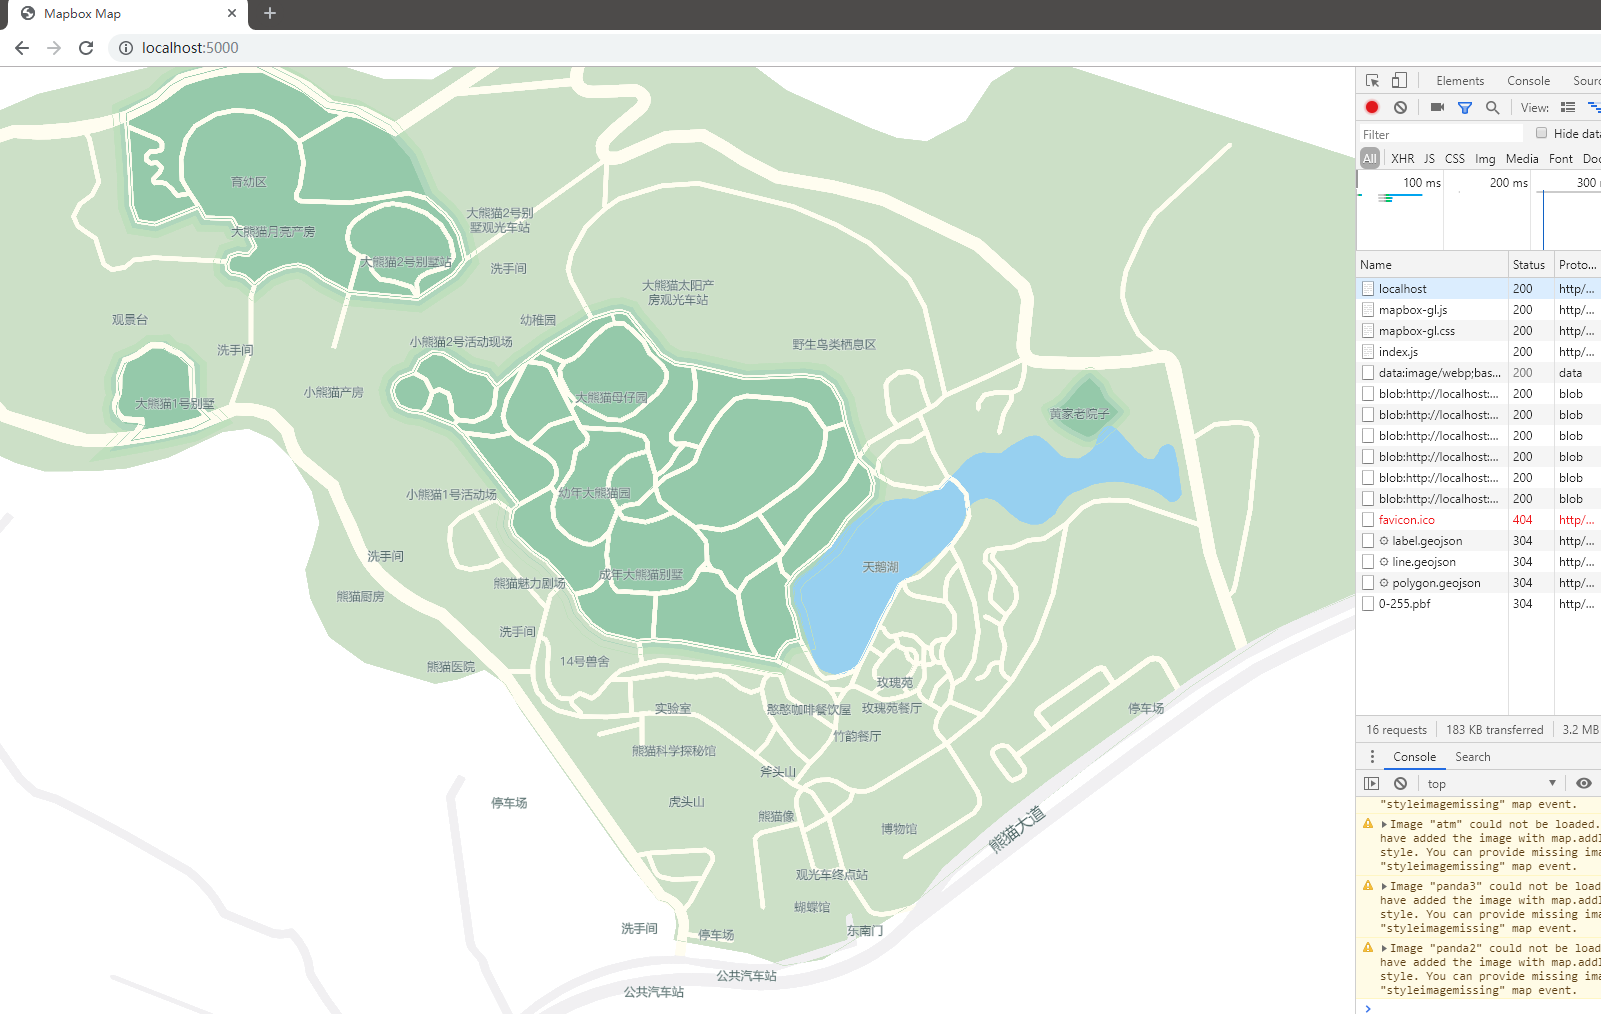 Mapbox Map
localhost:5000
Elements
Console
Sourc
View:
Filter
Hide data
All
XHR
JS
CSS
Img
Media
Font
Doc
100 ms
200 ms
300 m
Name
Status
Proto...
localhost
200
http/...
mapbox-gl.js
200
http/...
mapbox-gl.css
200
http/...
index.js
200
http/...
data:image/webp;bas...
200
data
blob:http://localhost:...
200
blob
blob:http://localhost:...
200
blob
blob:http://localhost:...
200
blob
blob:http://localhost:...
200
blob
blob:http://localhost:...
200
blob
blob:http://localhost:...
200
blob
favicon.ico
404
http/...
label.geojson
304
http/...
line.geojson
304
http/...
polygon.geojson
304
http/...
0-255.pbf
304
http/...
16 requests
183 KB transferred
3.2 MB
Console
Search
top
"styleimagemissing" map event.
Image "atm" could not be loaded.
have added the image with map.addI
style. You can provide missing ima
"styleimagemissing" map event.
Image "panda3" could not be load
have added the image with map.addI
style. You can provide missing ima
"styleimagemissing" map event.
Image "panda2" could not be load
have added the image with map.addI
style. You can provide missing ima
"styleimagemissing" map event.
育幼区
大熊猫月亮产房
大熊猫2号别墅站
大熊猫2号别
墅观光车站
洗手间
大熊猫太阳产
房观光车站
观景台
幼稚园
洗手间
小熊猫2号活动现场
野生鸟类栖息区
小熊猫产房
大熊猫1号别墅
大熊猫母仔园
黄家老院子
小熊猫1号活动场
幼年大熊猫园
洗手间
天鹅湖
成年大熊猫别墅
熊猫魅力剧场
熊猫厨房
洗手间
14号兽舍
熊猫医院
玫瑰苑
实验室
憨憨咖啡餐饮屋
玫瑰苑餐厅
停车场
竹韵餐厅
熊猫科学探秘馆
斧头山
停车场
虎头山
熊猫像
博物馆
熊猫大道
观光车终点站
蝴蝶馆
洗手间
停车场
东南门
公共汽车站
公共汽车站